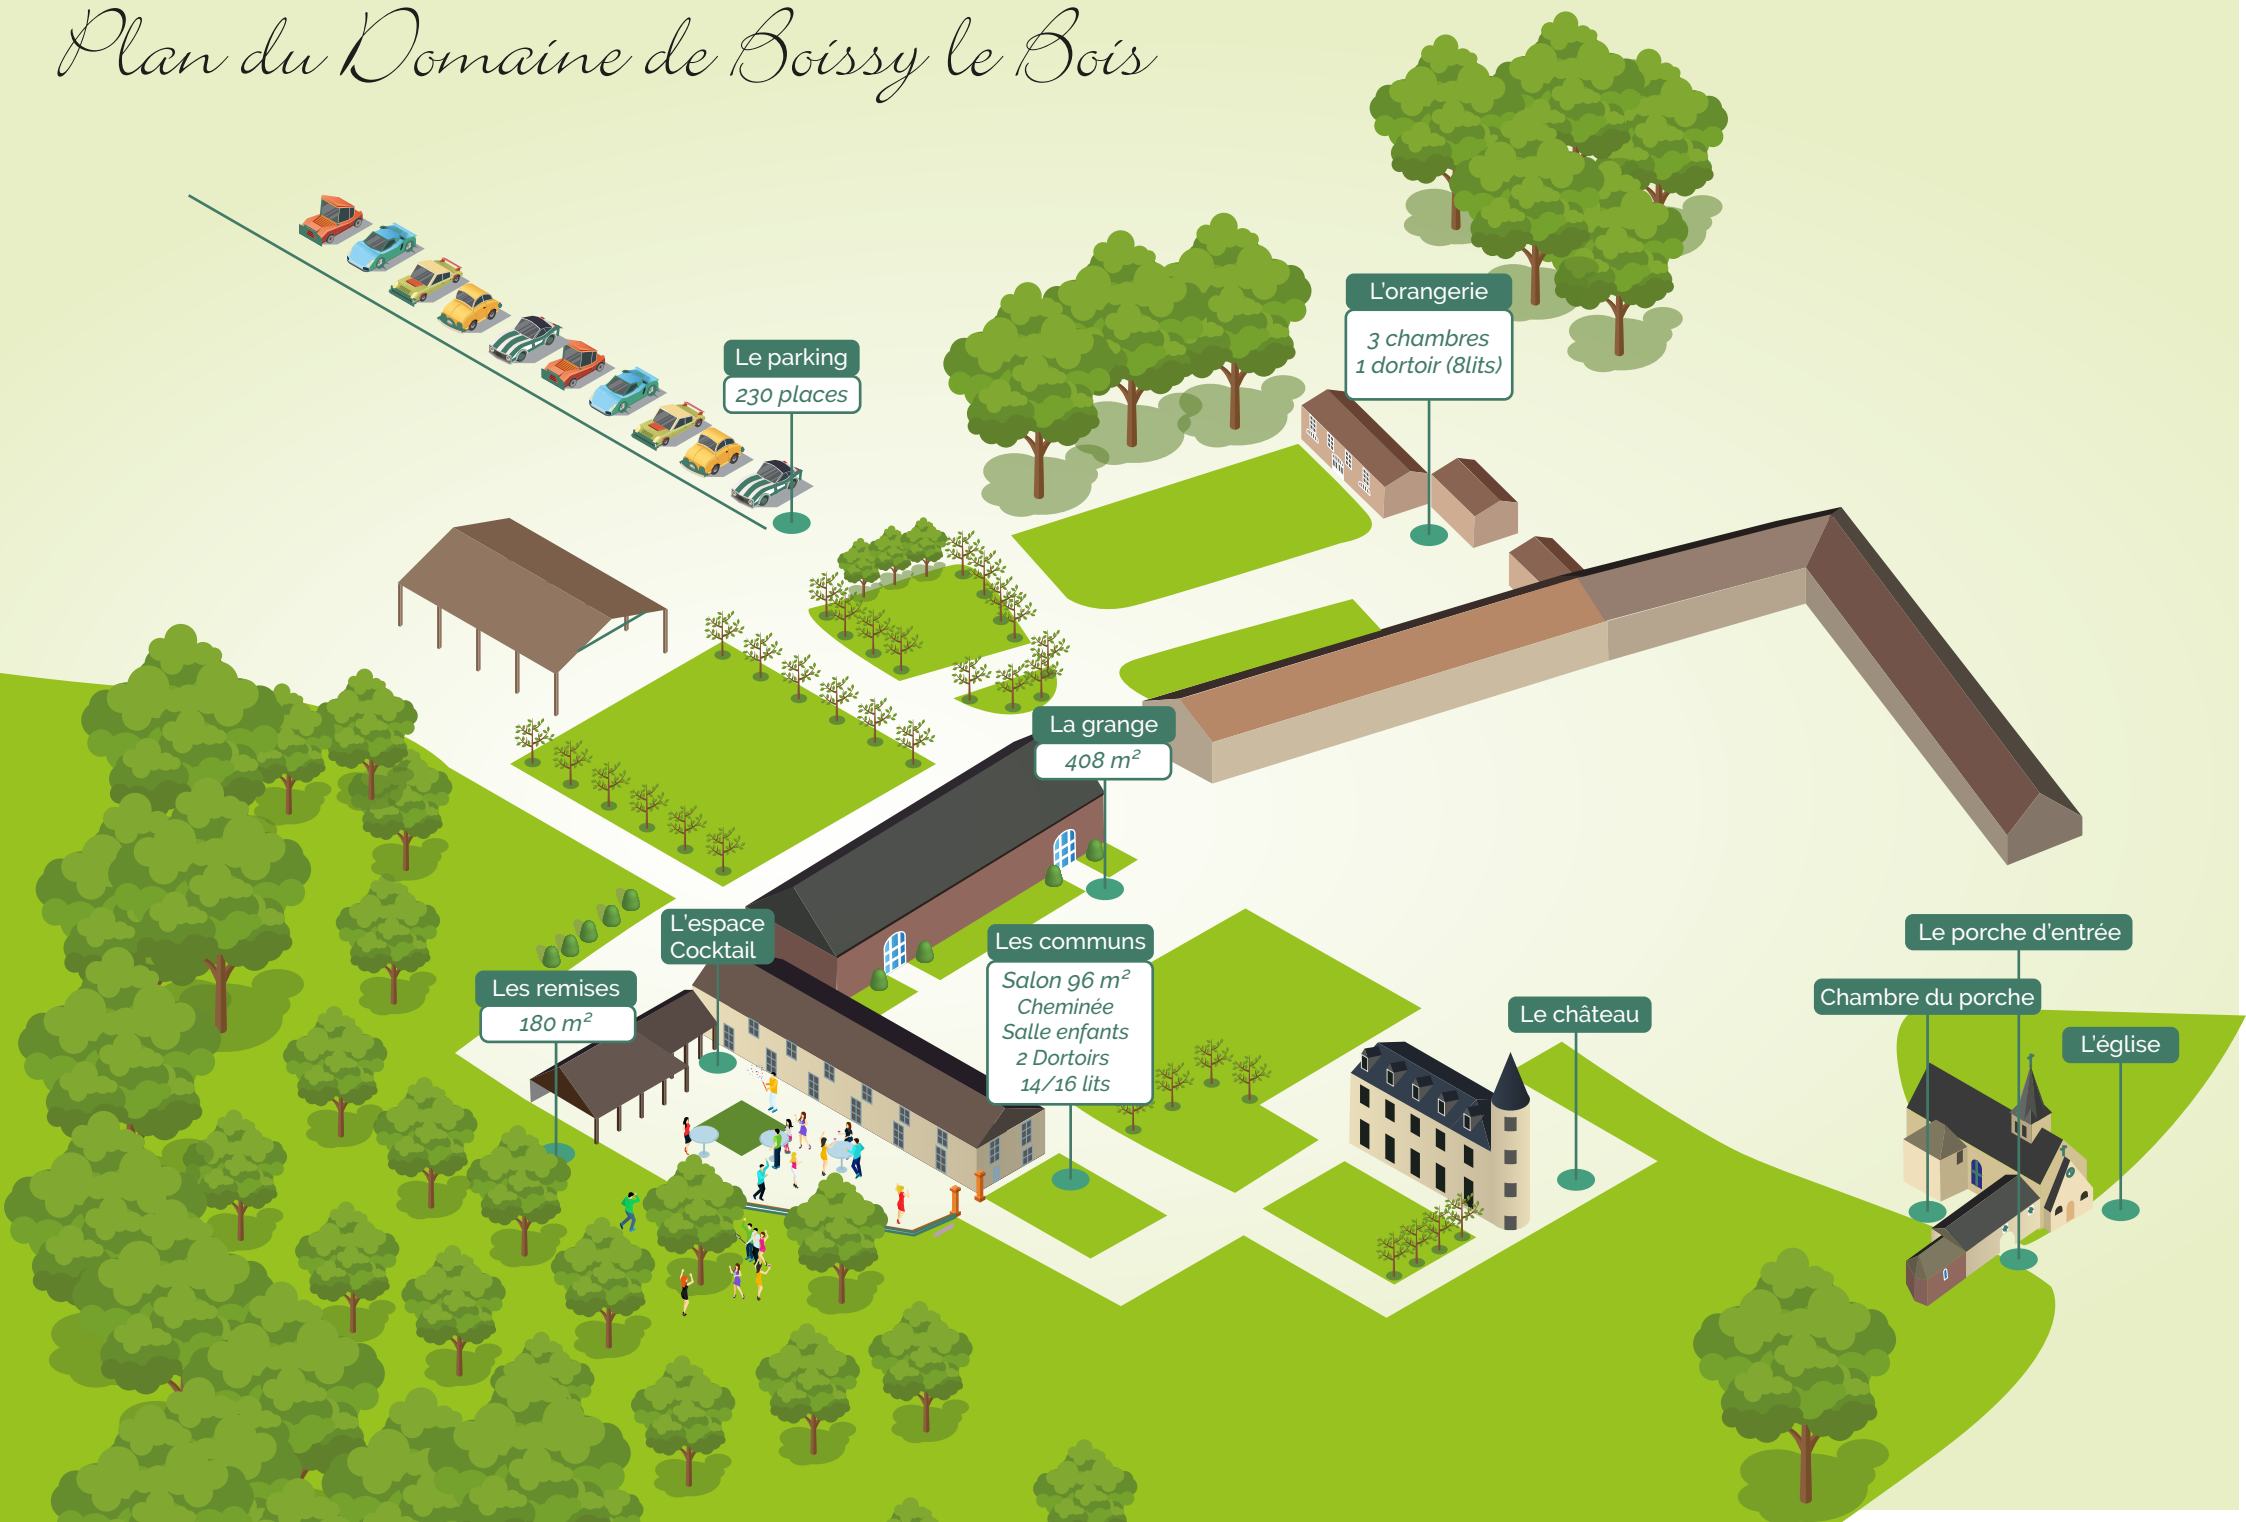 Plan du Domaine de Boissy le Bois
L'orangerie
3 chambres
1 dortoir (8lits)
Le parking
230 places
La grange
408 m²
L'espace
Cocktail
Les remises
180 m²
Les communs
Salon 96 m²
Cheminée
Salle enfants
2 Dortoirs
14/16 lits
Le château
Le porche d'entrée
Chambre du porche
L'église